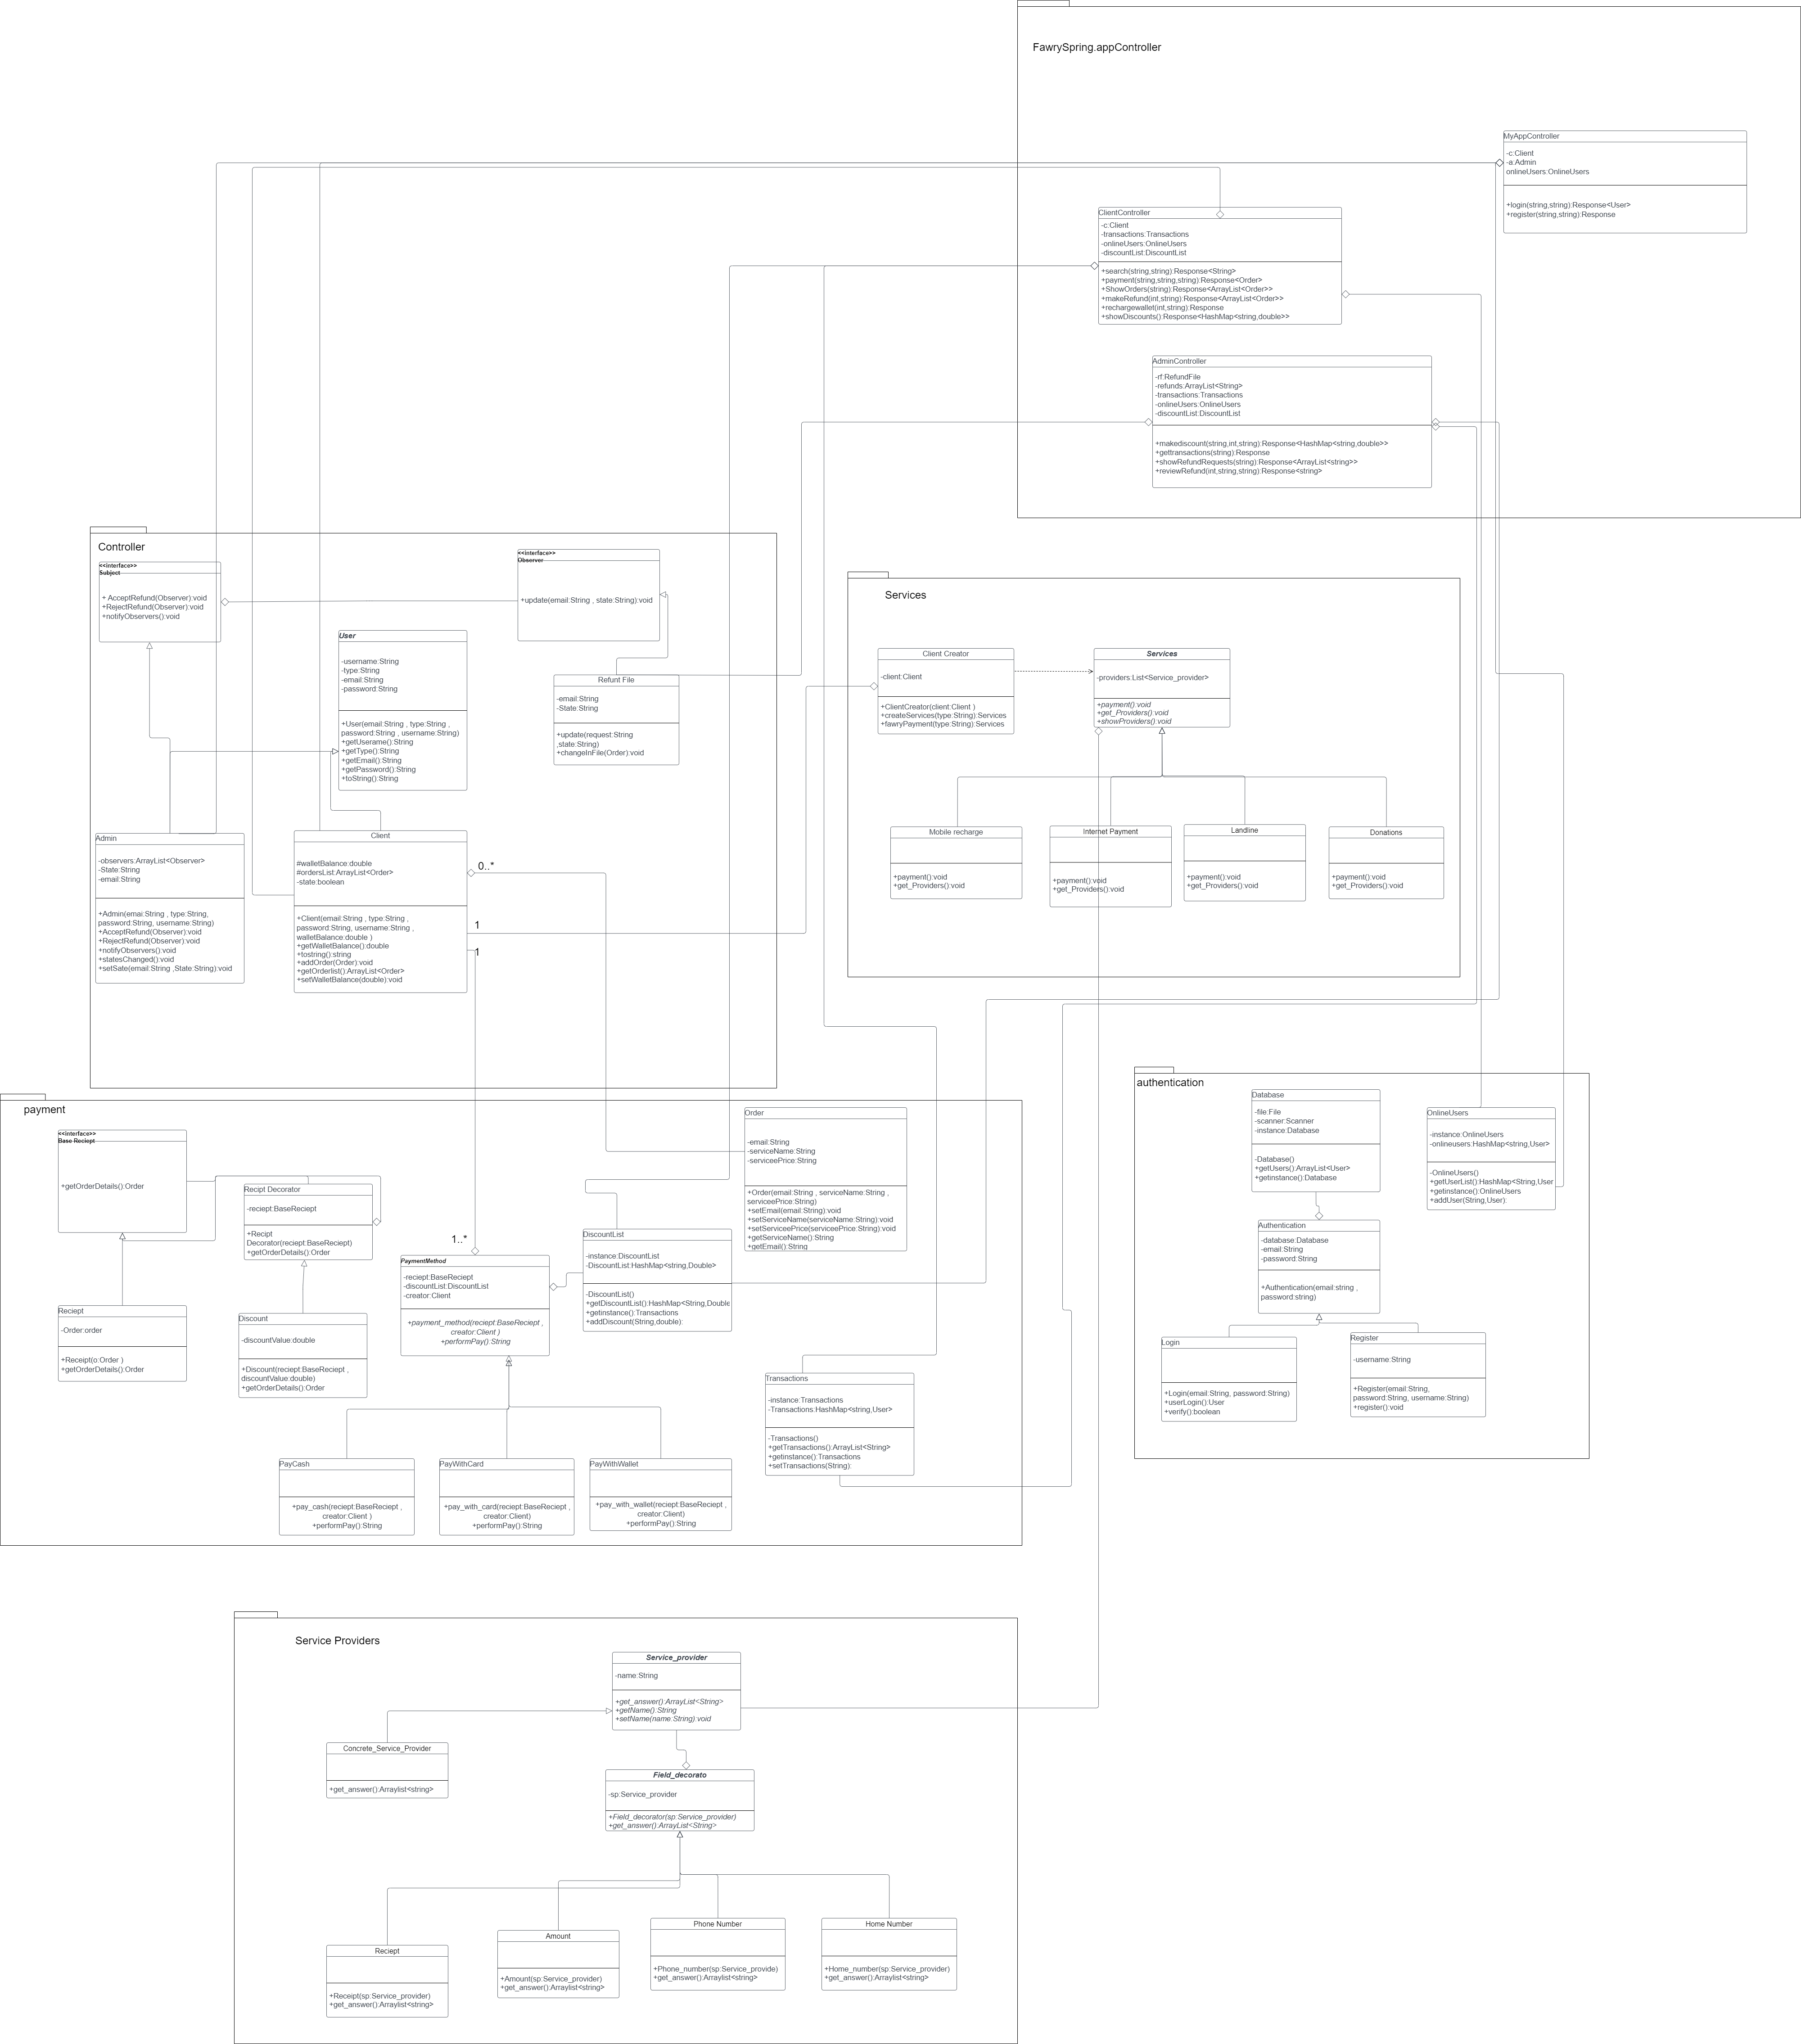 FawrySpring.appController
MyAppController
-c:Client
-a:Admin
onlineUsers:OnlineUsers
+login(string,string):Response<User>
+register(string,string):Response
ClientController
-c:Client
-transactions:Transactions
-onlineUsers:OnlineUsers
-discountList:DiscountList
+search(string,string):Response<String>
+payment(string,string,string):Response<Order>
+ShowOrders(string):Response<ArrayList<Order>>
+makeRefund(int,string):Response<ArrayList<Order>>
+rechargewallet(int,string):Response
+showDiscounts():Response<HashMap<string,double>>
AdminController
-rf:RefundFile
-refunds:ArrayList<String>
-transactions:Transactions
-onlineUsers:OnlineUsers
-discountList:DiscountList
+makediscount(string,int,string):Response<HashMap<string,double>>
+gettransactions(string):Response
+showRefundRequests(string):Response<ArrayList<string>>
+reviewRefund(int,string,string):Response<string>
Controller
<<interface>>
Subject
+ AcceptRefund(Observer):void
+RejectRefund(Observer):void
+notifyObservers():void
<<interface>>
Observer
+update(email:String , state:String):void
User
-username:String
-type:String
-email:String
-password:String
+User(email:String , type:String ,
password:String , username:String)
+getUserame():String
+getType():String
+getEmail():String
+getPassword():String
+toString():String
Refunt File
-email:String
-State:String
+update(request:String
,state:String)
+changeInFile(Order):void
Admin
-observers:ArrayList<Observer>
-State:String
-email:String
+Admin(emai:String , type:String,
password:String, username:String)
+AcceptRefund(Observer):void
+RejectRefund(Observer):void
+notifyObservers():void
+statesChanged():void
+setSate(email:String ,State:String):void
Client
#walletBalance:double
#ordersList:ArrayList<Order>
-state:boolean
+Client(email:String , type:String ,
password:String, username:String ,
walletBalance:double )
+getWalletBalance():double
+tostring():string
+addOrder(Order):void
+getOrderlist():ArrayList<Order>
+setWalletBalance(double):void
0..*
1
1
Services
Client Creator
-client:Client
+ClientCreator(client:Client )
+createServices(type:String):Services
+fawryPayment(type:String):Services
Services
-providers:List<Service_provider>
+payment():void
+get_Providers():void
+showProviders():void
Mobile recharge
+payment():void
+get_Providers():void
Internet Payment
+payment():void
+get_Providers():void
Landline
+payment():void
+get_Providers():void
Donations
+payment():void
+get_Providers():void
payment
<<interface>>
Base Reciept
+getOrderDetails():Order
Recipt Decorator
-reciept:BaseReciept
+Recipt
Decorator(reciept:BaseReciept)
+getOrderDetails():Order
Reciept
-Order:order
+Receipt(o:Order )
+getOrderDetails():Order
Discount
-discountValue:double
+Discount(reciept:BaseReciept ,
discountValue:double)
+getOrderDetails():Order
1..*
PaymentMethod
-reciept:BaseReciept
-discountList:DiscountList
-creator:Client
+payment_method(reciept:BaseReciept ,
creator:Client )
+performPay():String
DiscountList
-instance:DiscountList
-DiscountList:HashMap<string,Double>
-DiscountList()
+getDiscountList():HashMap<String,Double
+getinstance():Transactions
+addDiscount(String,double):
Order
-email:String
-serviceName:String
-serviceePrice:String
+Order(email:String , serviceName:String ,
serviceePrice:String)
+setEmail(email:String):void
+setServiceName(serviceName:String):void
+setServiceePrice(serviceePrice:String):void
+getServiceName():String
+getEmail():String
Transactions
-instance:Transactions
-Transactions:HashMap<string,User>
-Transactions()
+getTransactions():ArrayList<String>
+getinstance():Transactions
+setTransactions(String):
PayCash
+pay_cash(reciept:BaseReciept ,
creator:Client )
+performPay():String
PayWithCard
+pay_with_card(reciept:BaseReciept ,
creator:Client)
+performPay():String
PayWithWallet
+pay_with_wallet(reciept:BaseReciept ,
creator:Client)
+performPay():String
authentication
Database
-file:File
-scanner:Scanner
-instance:Database
-Database()
+getUsers():ArrayList<User>
+getinstance():Database
OnlineUsers
-instance:OnlineUsers
-onlineusers:HashMap<string,User>
-OnlineUsers()
+getUserList():HashMap<String,User
+getinstance():OnlineUsers
+addUser(String,User):
Authentication
-database:Database
-email:String
-password:String
+Authentication(email:string ,
password:string)
Login
+Login(email:String, password:String)
+userLogin():User
+verify():boolean
Register
-username:String
+Register(email:String,
password:String, username:String)
+register():void
Service Providers
Service_provider
-name:String
+get_answer():ArrayList<String>
+getName():String
+setName(name:String):void
Concrete_Service_Provider
+get_answer():Arraylist<string>
Field_decorato
-sp:Service_provider
+Field_decorator(sp:Service_provider)
+get_answer():ArrayList<String>
Reciept
+Receipt(sp:Service_provider)
+get_answer():Arraylist<string>
Amount
+Amount(sp:Service_provider)
+get_answer():Arraylist<string>
Phone Number
+Phone_number(sp:Service_provide)
+get_answer():Arraylist<string>
Home Number
+Home_number(sp:Service_provider)
+get_answer():Arraylist<string>